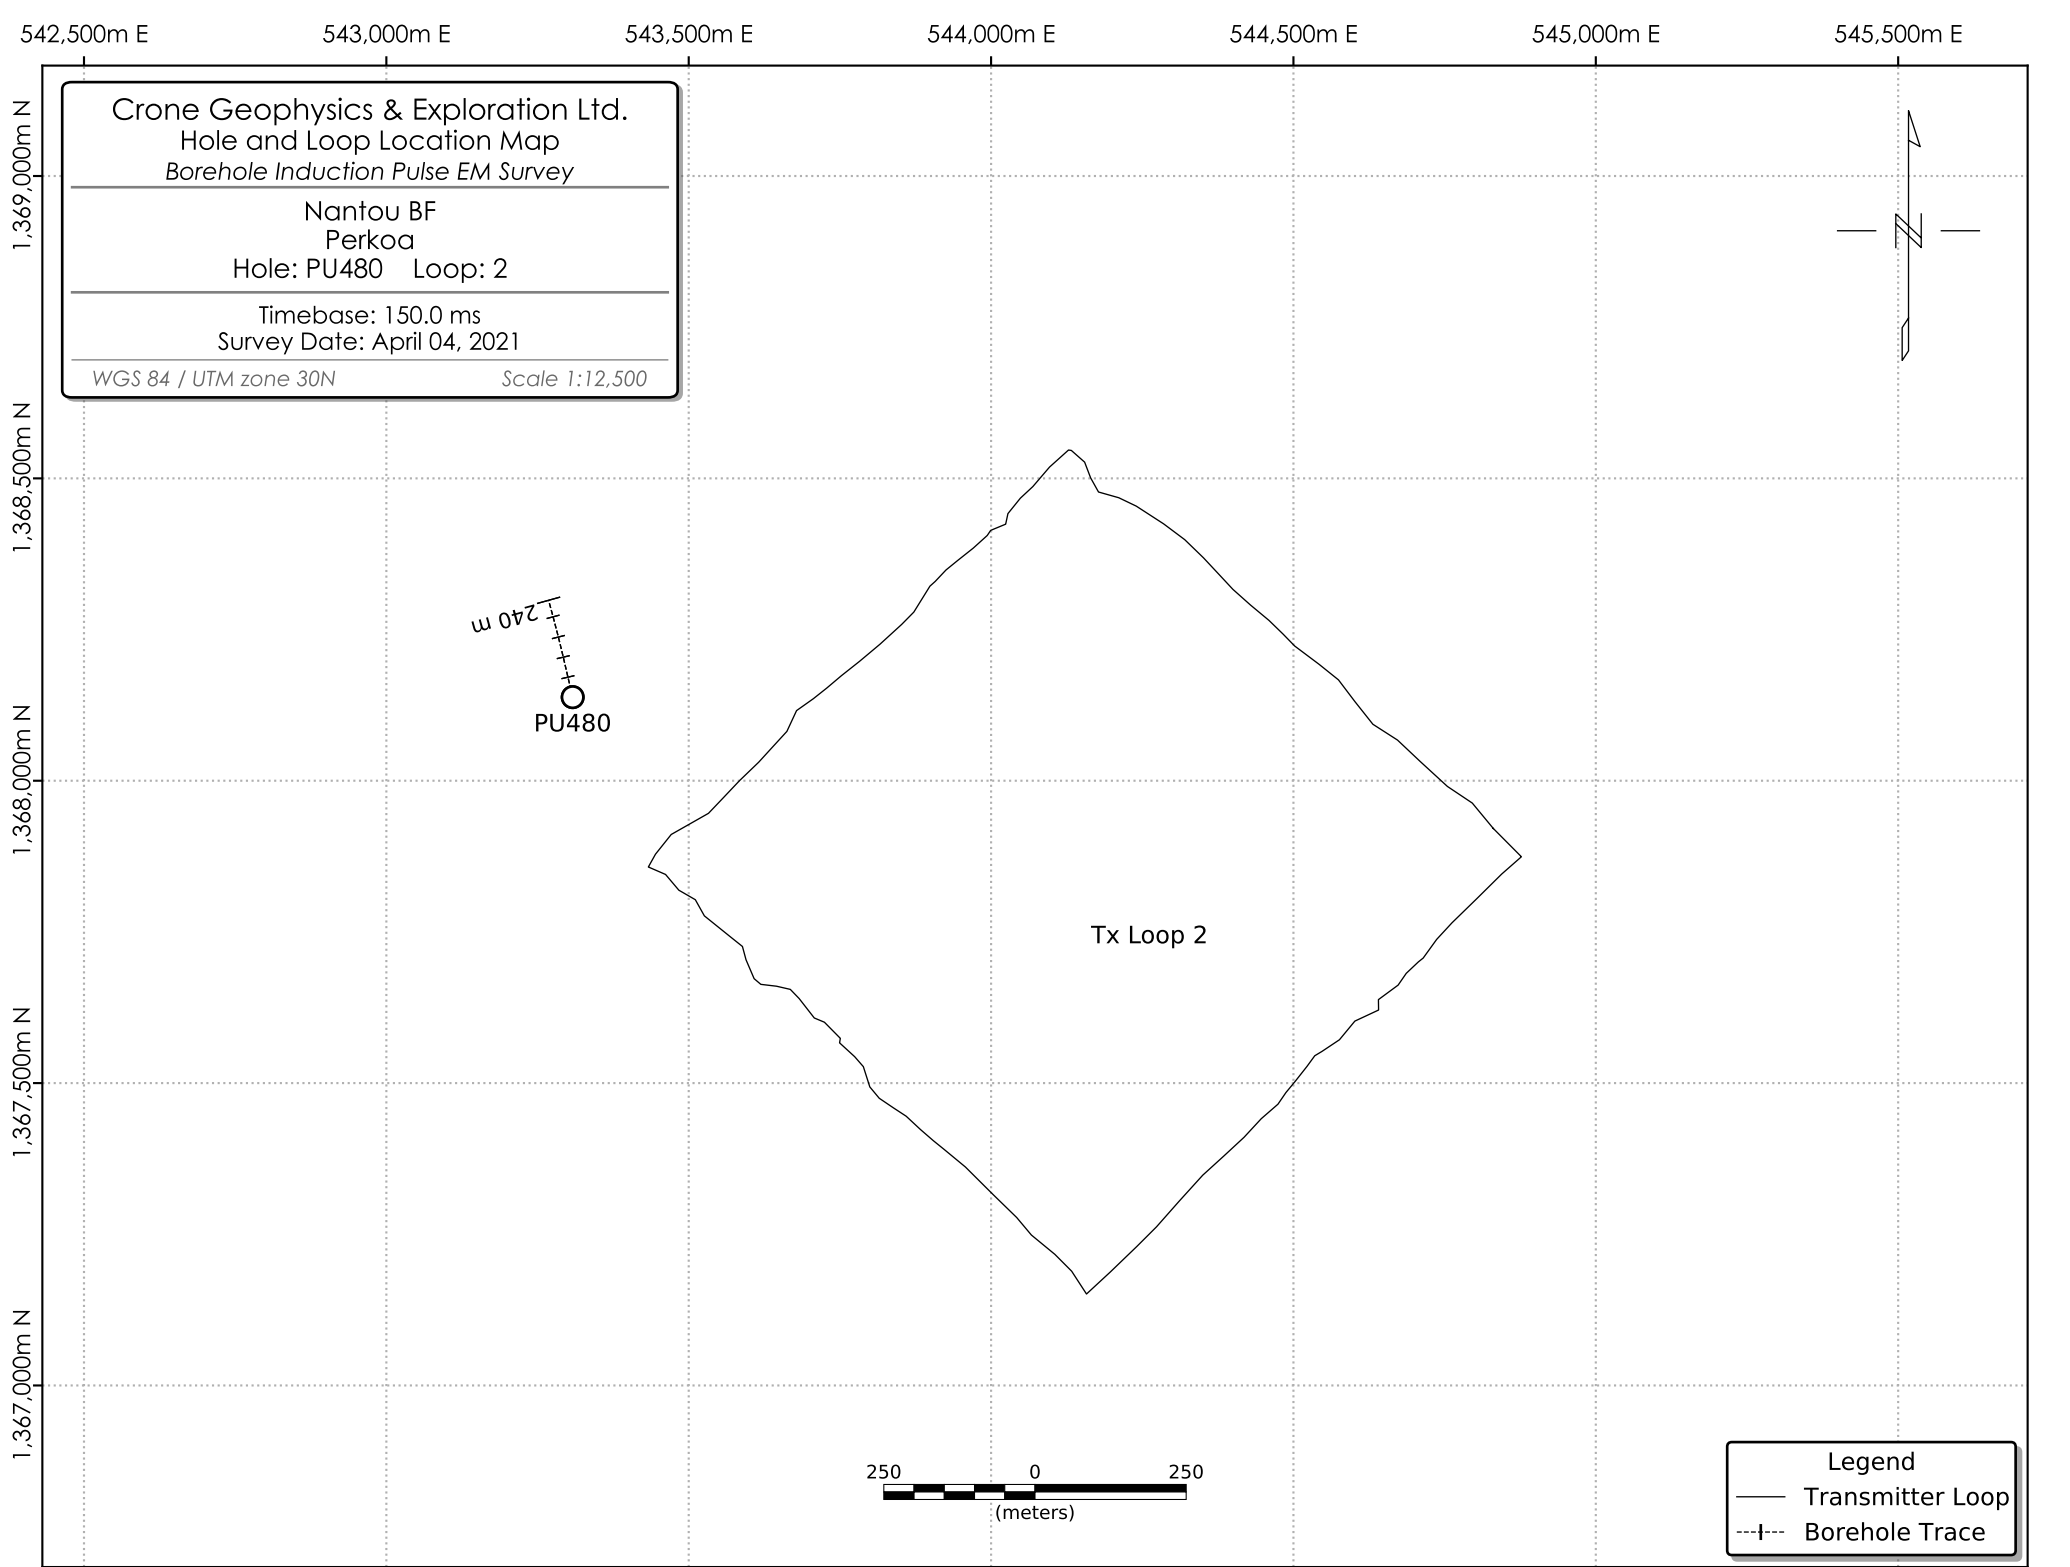 542,500m E 543,000m E 543,500m E 544,000m E 544,500m E 545,000m E 545,500m E
Crone Geophysics & Exploration Ltd.
Hole and Loop Location Map
Borehole Induction Pulse EM Survey
Nantou BF
Perkoa
Hole: PU480 Loop: 2
Timebase: 150.0 ms
Survey Date: April 04, 2021
WGS 84 / UTM zone 30N Scale 1:12,500
N
1,369,000m N
1,368,500m N
240 m
PU480
1,368,000m N
Tx Loop 2
1,367,500m N
1,367,000m N
250 0 250
(meters)
Legend
Transmitter Loop
Borehole Trace